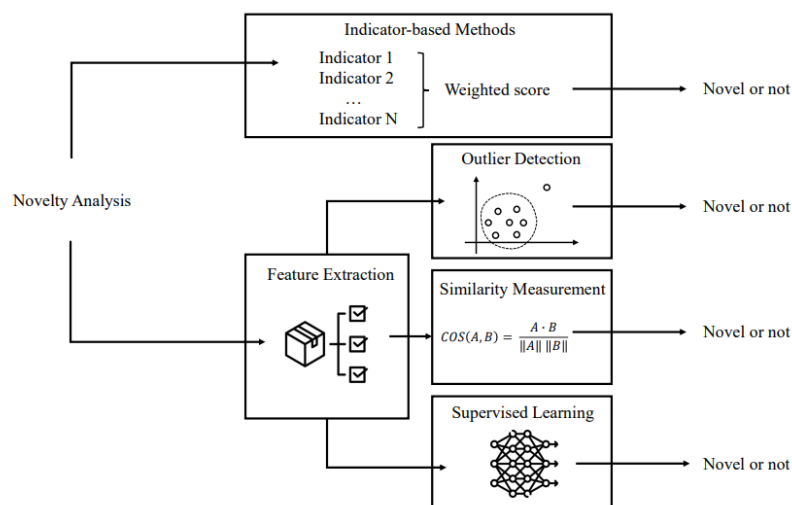 Indicator-based Methods
Indicator 1
Indicator 2
...
Indicator N
Weighted score
Novel or not
Novelty Analysis
Outlier Detection
Novel or not
Feature Extraction
Similarity Measurement
COS(A, B) = A · B / ‖A‖ ‖B‖
Novel or not
Supervised Learning
Novel or not